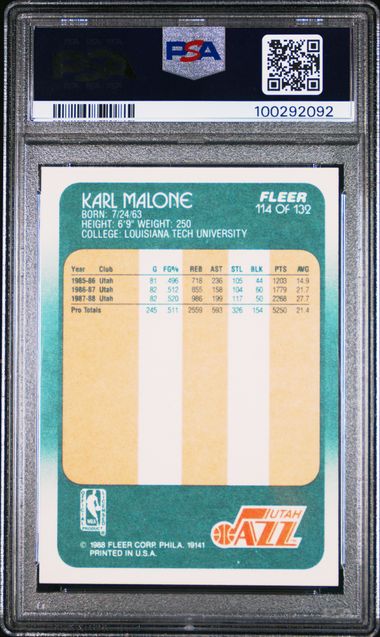 PSA
100292092
KARL MALONE
FLEER
BORN: 7/24/63
114 OF 132
HEIGHT: 6'9" WEIGHT: 250
COLLEGE: LOUISIANA TECH UNIVERSITY
Year Club G FG% REB AST STL BLK PTS AVG
1985-86 Utah 81 .496 718 236 105 44 1203 14.9
1986-87 Utah 82 .512 855 158 104 60 1779 21.7
1987-88 Utah 82 .520 986 199 117 50 2268 27.7
Pro Totals 245 .511 2559 593 326 154 5250 21.4
NBA
PRODUCT
UTAH
JAZZ
© 1988 FLEER CORP. PHILA. 19141
PRINTED IN U.S.A.